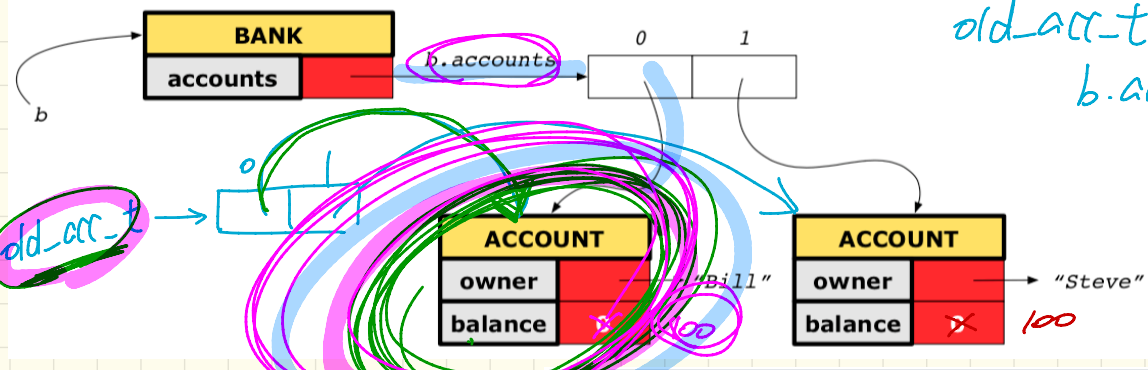 old_acc_t
0 1
BANK
b.accounts
accounts
b.a
b
0 1
old_acc_t
ACCOUNT ACCOUNT
owner "Bill" owner "Steve"
balance 0 100 balance 0 100